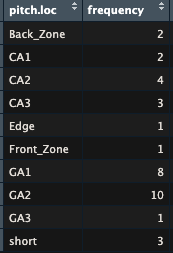 pitch.loc frequency
Back_Zone 2
CA1 2
CA2 4
CA3 3
Edge 1
Front_Zone 1
GA1 8
GA2 10
GA3 1
short 3